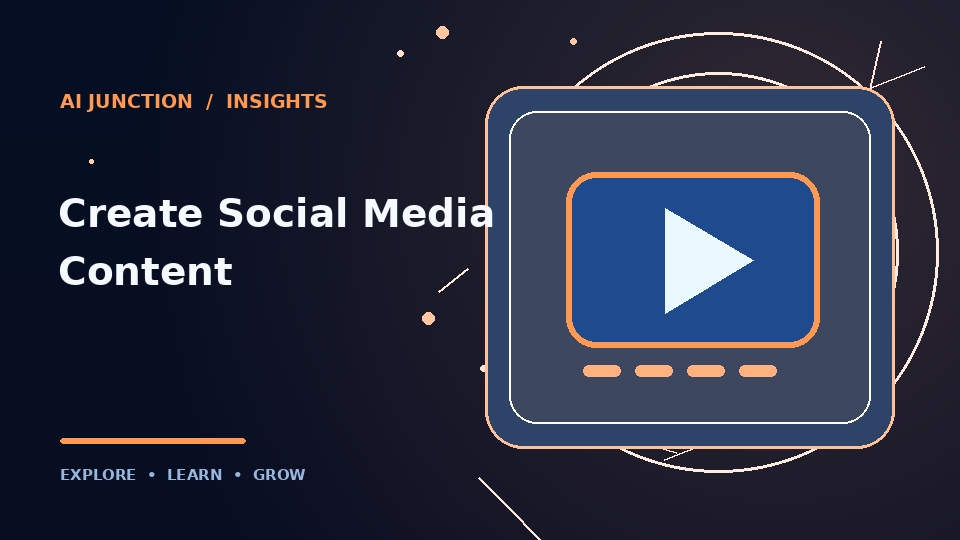 AI JUNCTION / INSIGHTS
Create Social Media
Content
EXPLORE • LEARN • GROW